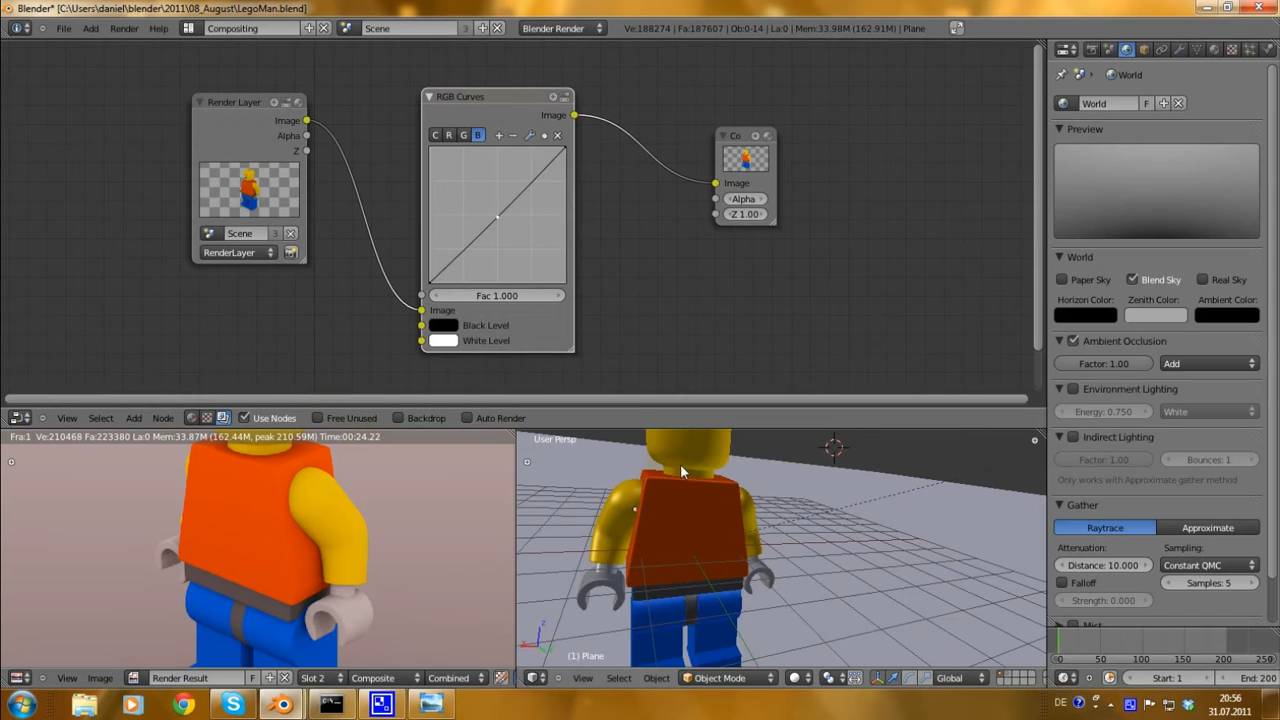 Blender* [C:\Users\daniel\blender\2011\08_August\LegoMan.blend]
File Add Render Help Compositing Scene 3 Blender Render Ve:188274 | Fa:187607 | Ob:0-14 | La:0 | Mem:33.98M (162.91M) | Plane
World
World F
Preview
World
Paper Sky Blend Sky Real Sky
Horizon Color: Zenith Color: Ambient Color:
Ambient Occlusion
Factor: 1.00 Add
Environment Lighting
Energy: 0.750 White
Indirect Lighting
Factor: 1.00 Bounces: 1
Only works with Approximate gather method
Gather
Raytrace Approximate
Attenuation: Sampling:
Distance: 10.000 Constant QMC
Falloff Samples: 5
Strength: 0.000
Mist
Render Layer
Image
Alpha
Z
Scene 3
RenderLayer
RGB Curves
Image
C R G B
Fac 1.000
Image
Black Level
White Level
Co
Image
Alpha
Z 1.00
View Select Add Node Use Nodes Free Unused Backdrop Auto Render
Fra:1 Ve:210468 Fa:223380 La:0 Mem:33.87M (162.44M, peak 210.59M) Time:00:24.22
User Persp
z
x
(1) Plane
View Image Render Result F Slot 2 Composite Combined
View Select Object Object Mode Global
0 50 100 150 200 250
Start: 1 End: 200
DE 20:56
31.07.2011